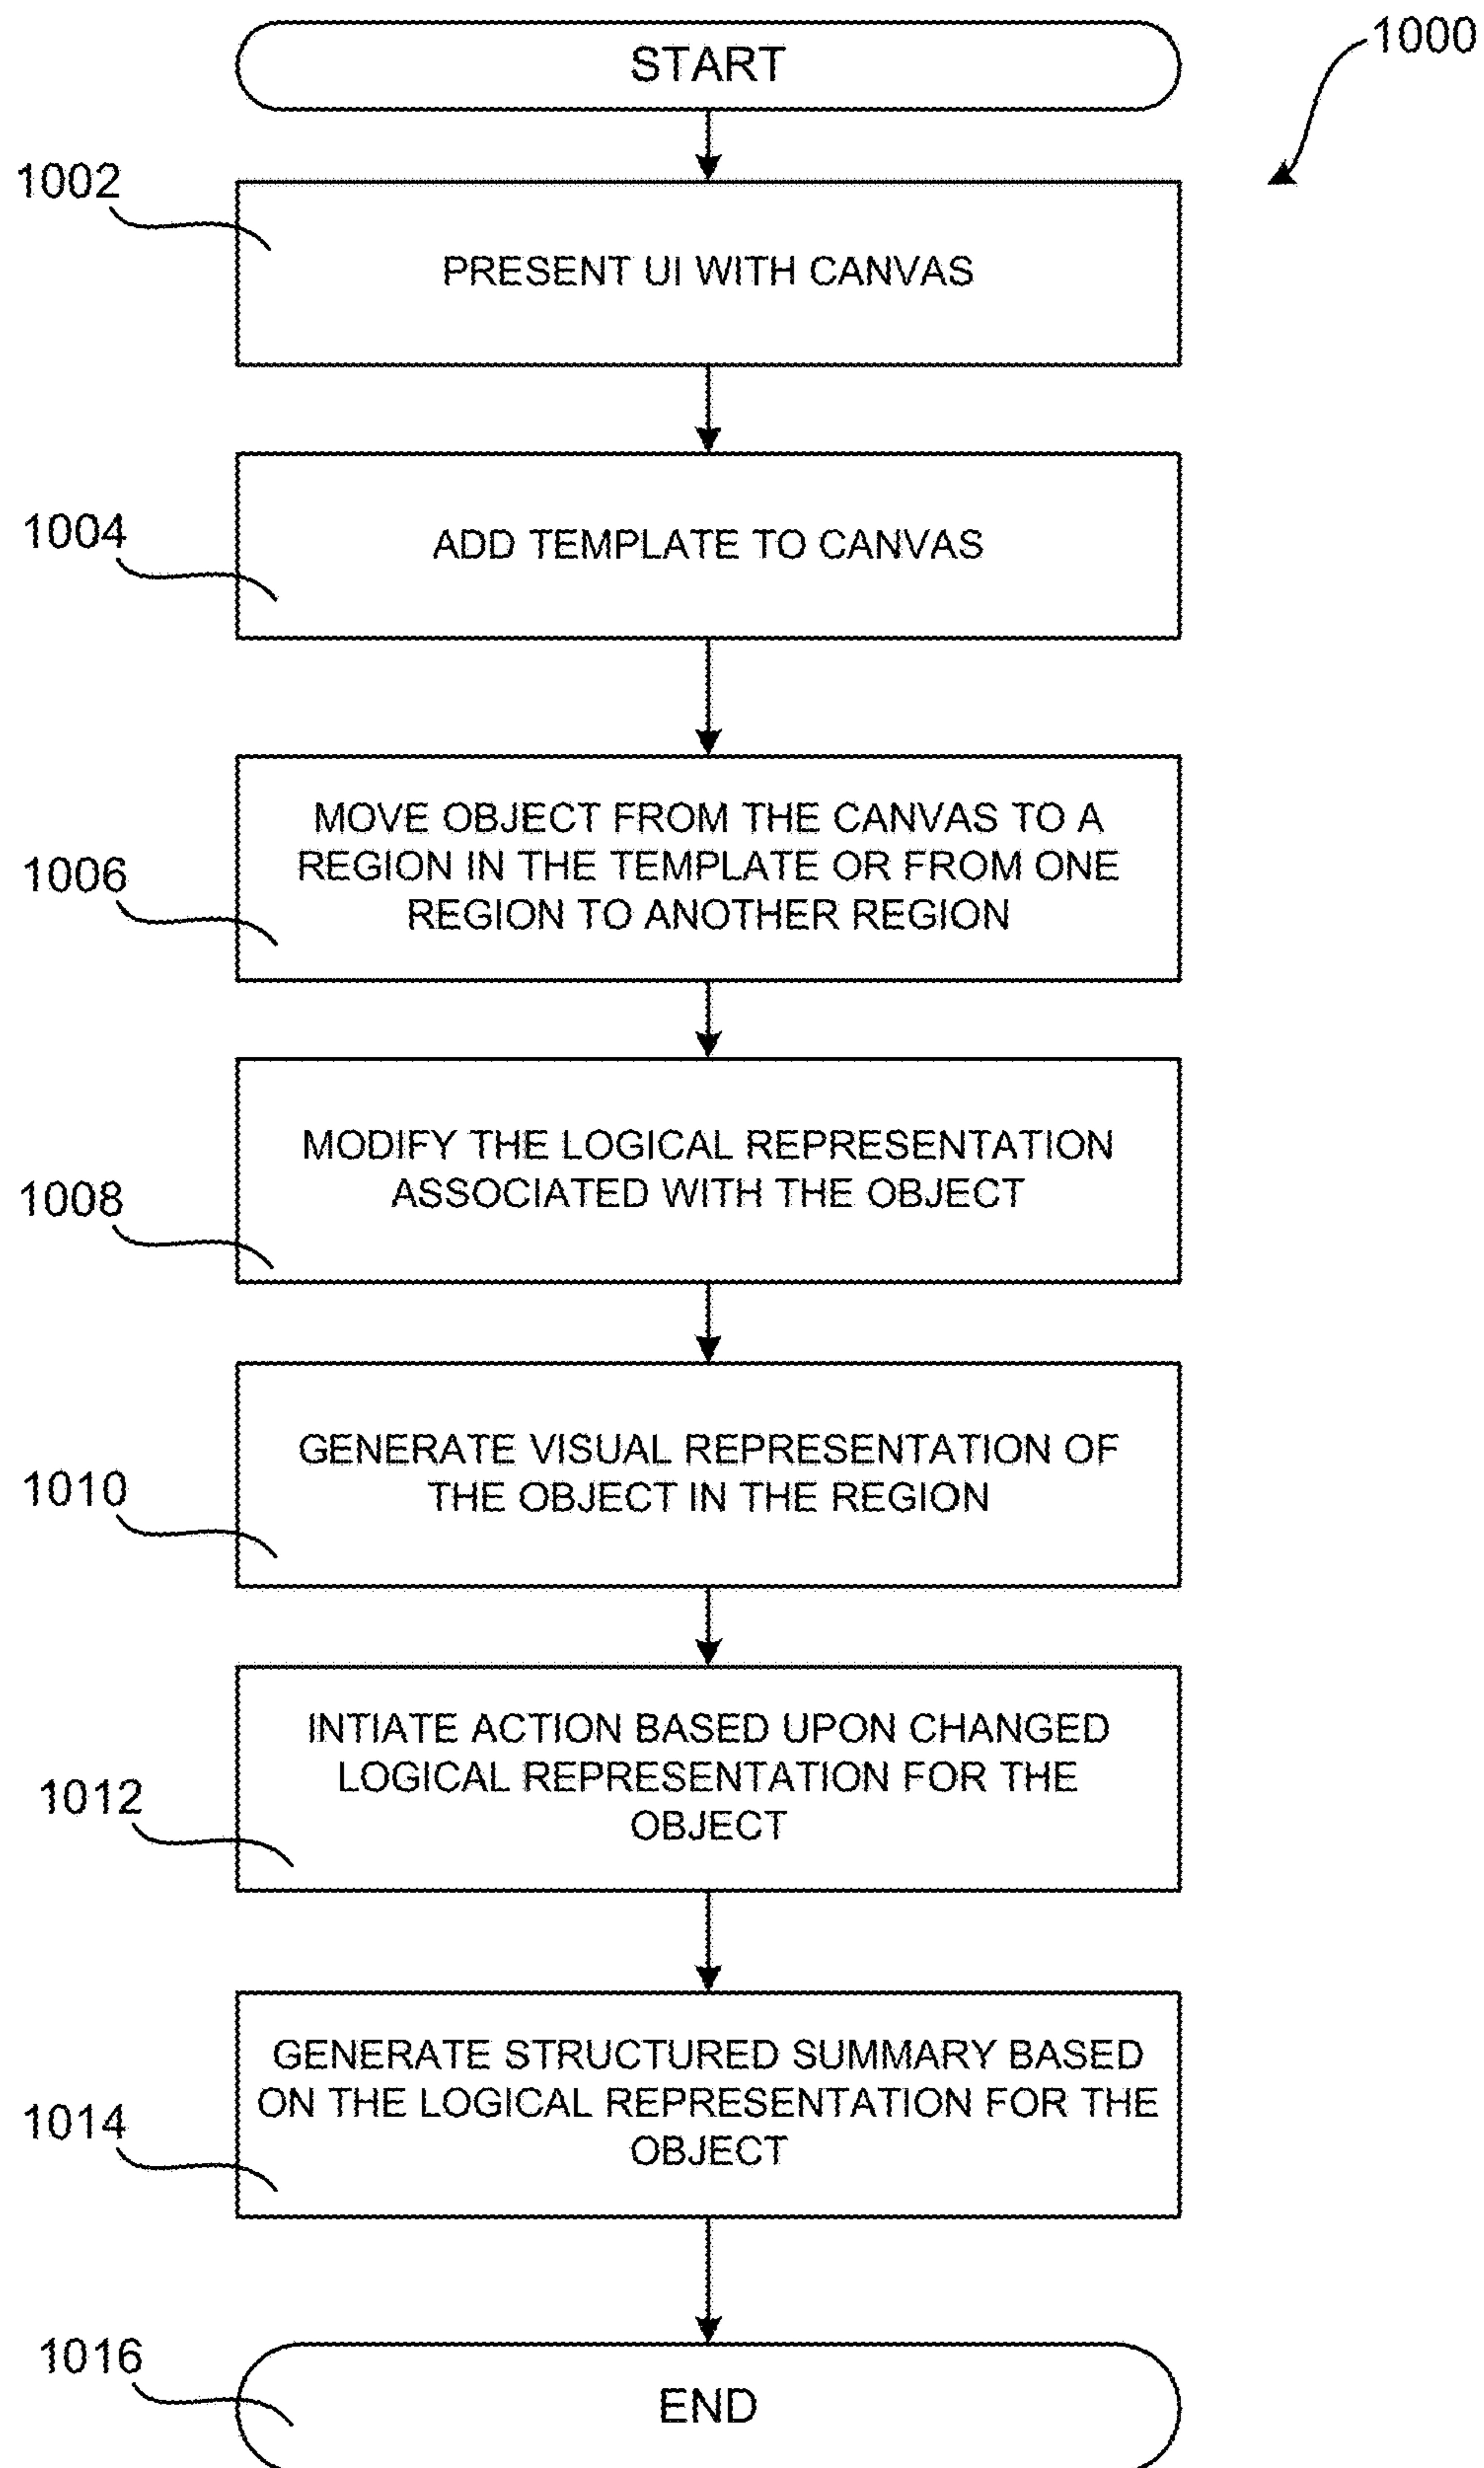 START
1000
1002
PRESENT UI WITH CANVAS
1004
ADD TEMPLATE TO CANVAS
MOVE OBJECT FROM THE CANVAS TO A
REGION IN THE TEMPLATE OR FROM ONE
REGION TO ANOTHER REGION
1006
MODIFY THE LOGICAL REPRESENTATION
ASSOCIATED WITH THE OBJECT
1008
GENERATE VISUAL REPRESENTATION OF
THE OBJECT IN THE REGION
1010
INTIATE ACTION BASED UPON CHANGED
LOGICAL REPRESENTATION FOR THE
OBJECT
1012
GENERATE STRUCTURED SUMMARY BASED
ON THE LOGICAL REPRESENTATION FOR THE
OBJECT
1014
1016
END